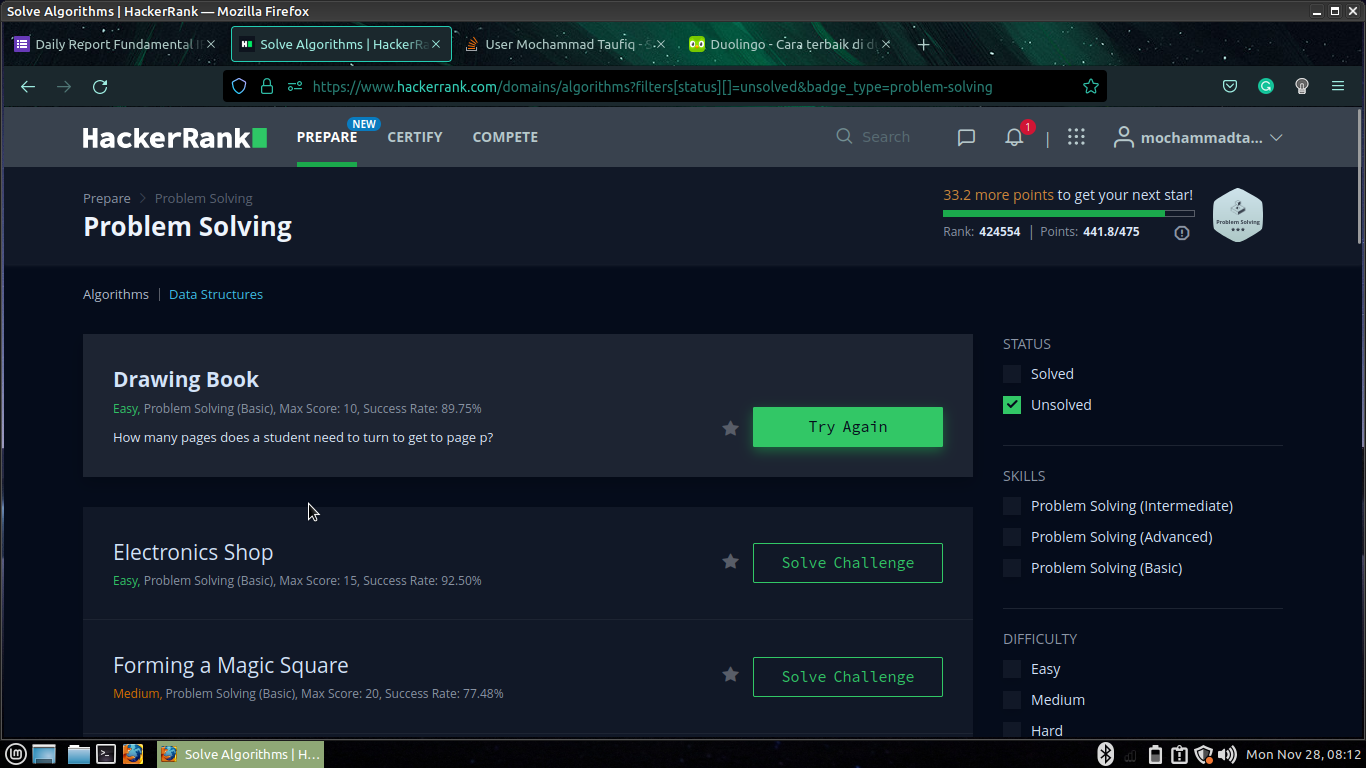 Solve Algorithms | HackerRank — Mozilla Firefox
Daily Report Fundamental
Solve Algorithms | HackerRa
User Mochammad Taufiq -
Duolingo - Cara terbaik di d
https://www.hackerrank.com/domains/algorithms?filters[status][]=unsolved&badge_type=problem-solving
HackerRank
PREPARE
NEW
CERTIFY
COMPETE
Search
1
mochammadta...
Prepare
Problem Solving
Problem Solving
33.2 more points to get your next star!
Rank: 424554 | Points: 441.8/475
Problem Solving
Algorithms | Data Structures
Drawing Book
Easy, Problem Solving (Basic), Max Score: 10, Success Rate: 89.75%
How many pages does a student need to turn to get to page p?
Try Again
Electronics Shop
Easy, Problem Solving (Basic), Max Score: 15, Success Rate: 92.50%
Solve Challenge
Forming a Magic Square
Medium, Problem Solving (Basic), Max Score: 20, Success Rate: 77.48%
Solve Challenge
STATUS
Solved
Unsolved
SKILLS
Problem Solving (Intermediate)
Problem Solving (Advanced)
Problem Solving (Basic)
DIFFICULTY
Easy
Medium
Hard
Solve Algorithms | H...
Mon Nov 28, 08:12